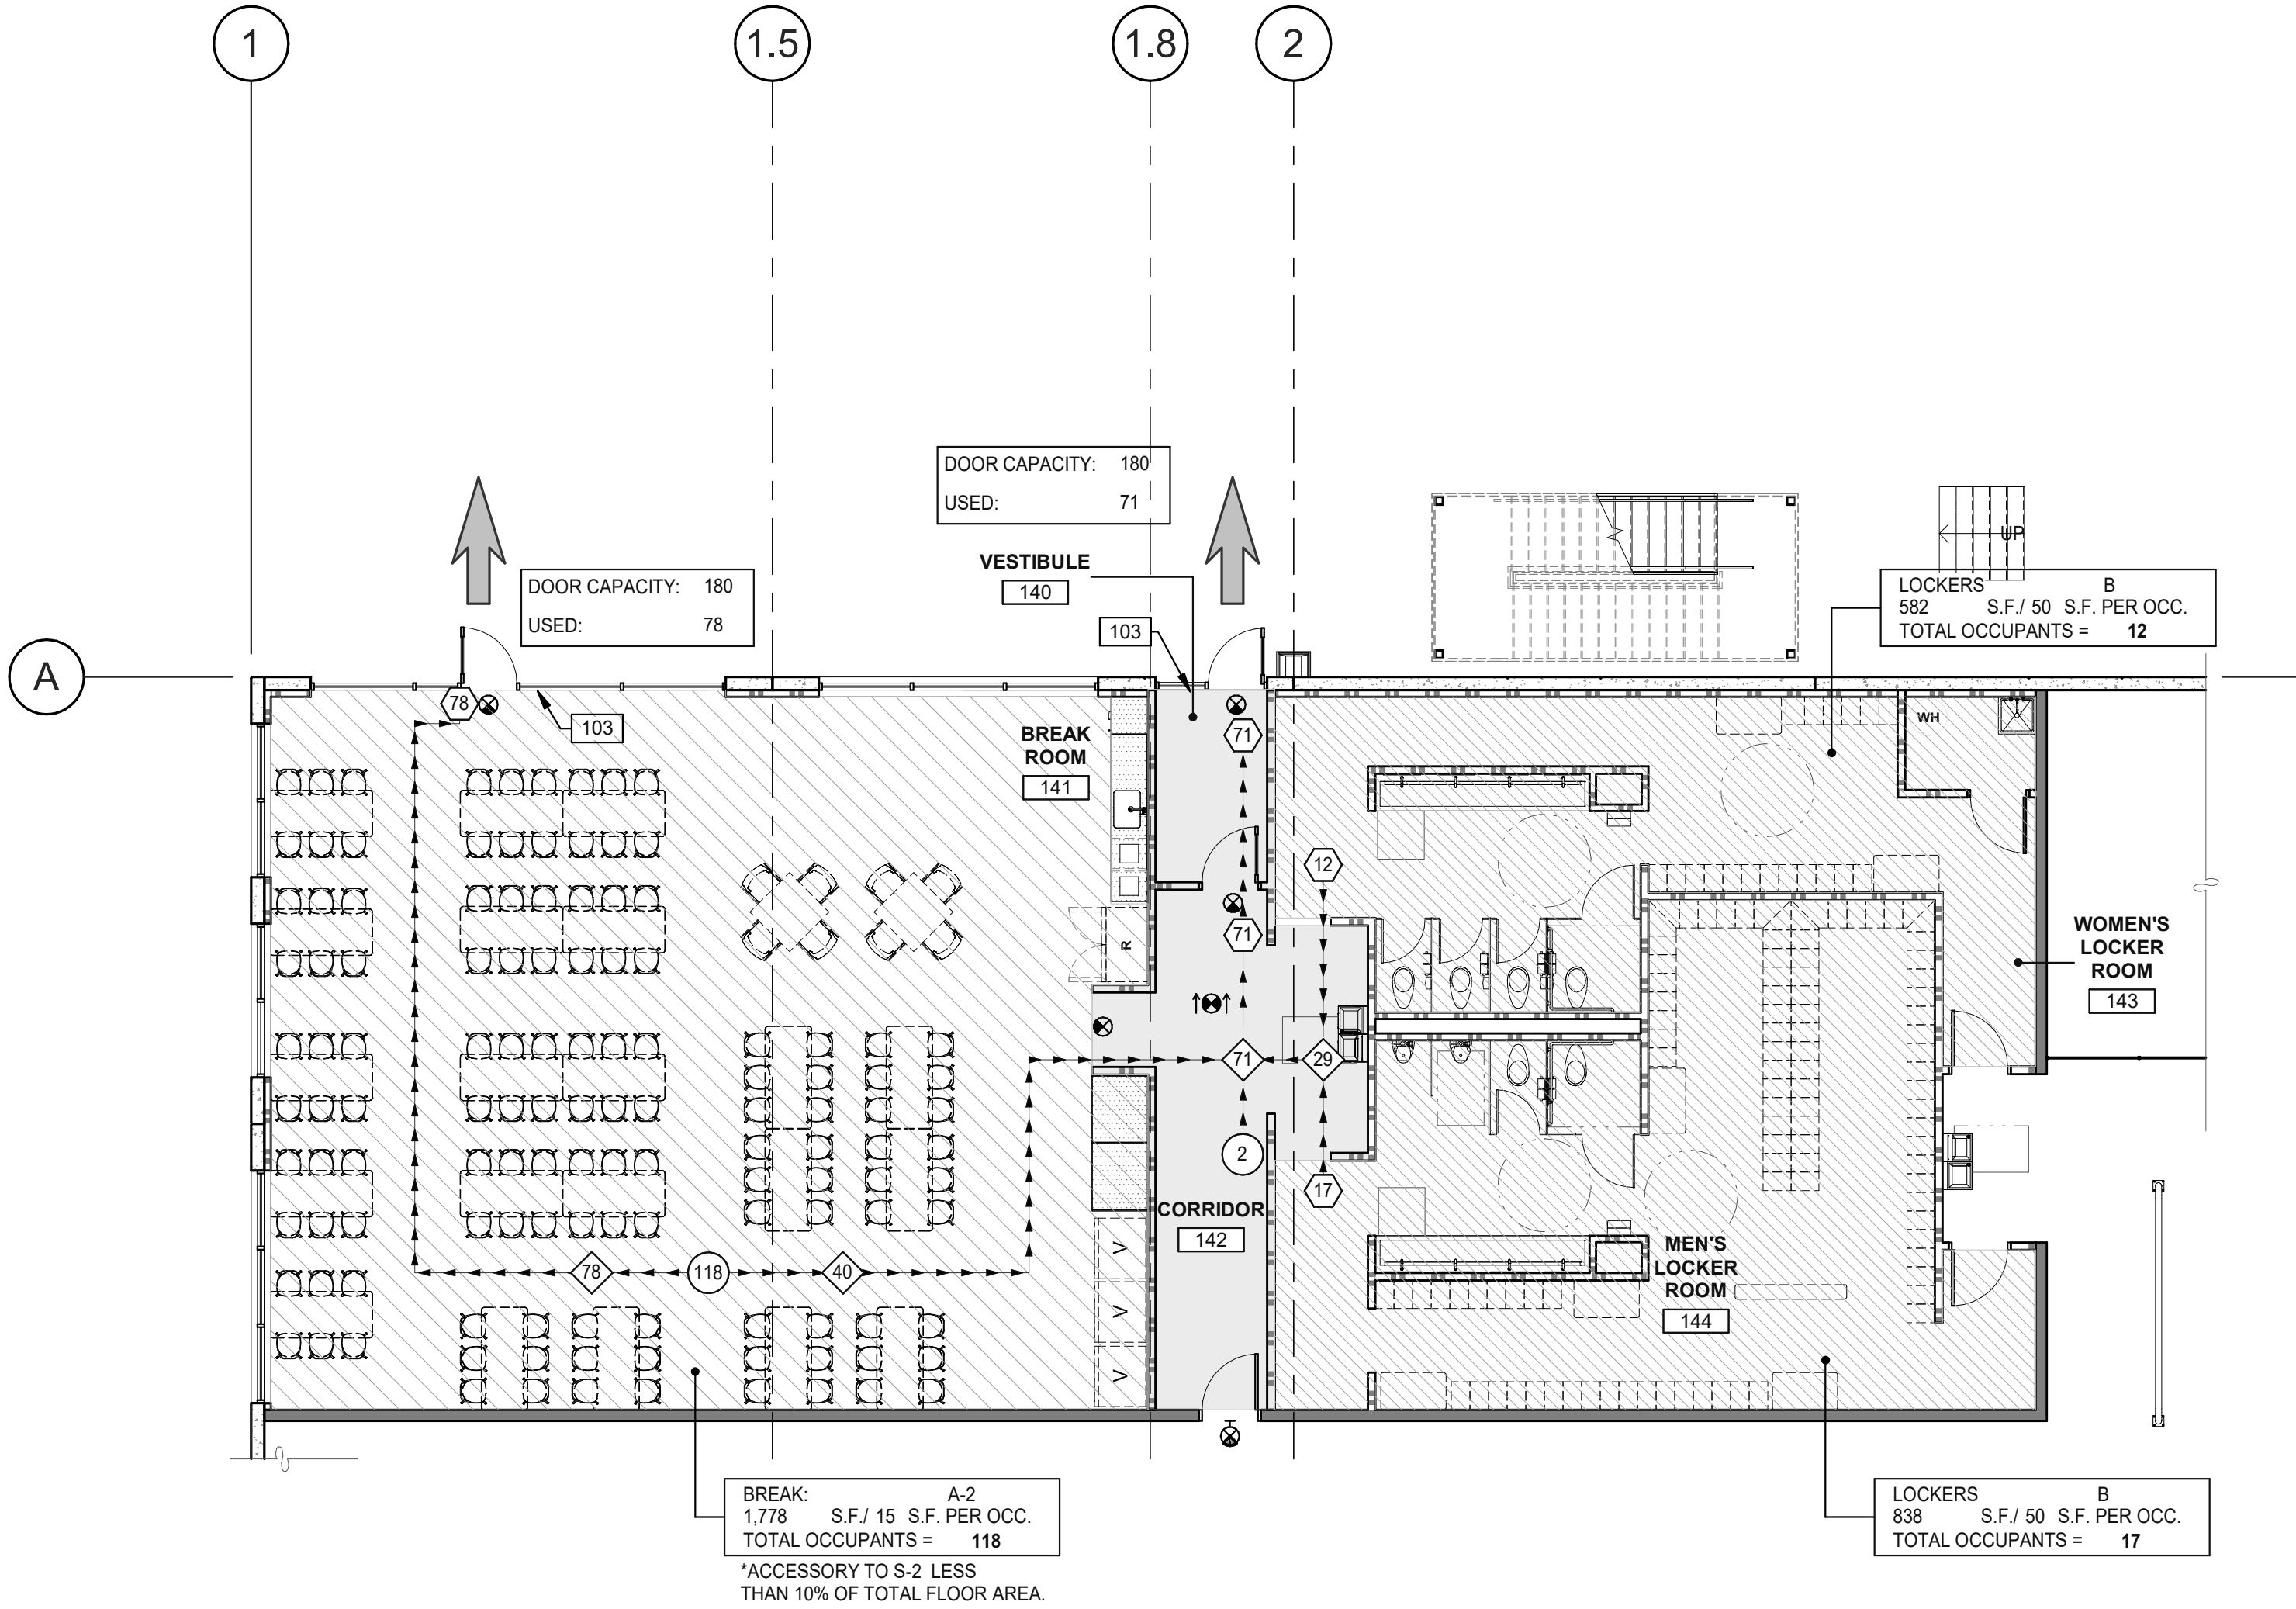 1
1.5
1.8
2
DOOR CAPACITY: 180
USED: 71
UP
VESTIBULE
140
DOOR CAPACITY: 180
USED: 78
LOCKERS B
582 S.F./ 50 S.F. PER OCC.
TOTAL OCCUPANTS = 12
103
A
78
103
BREAK
ROOM
141
71
WH
12
R
71
WOMEN'S
LOCKER
ROOM
143
71
29
2
17
CORRIDOR
142
V
MEN'S
LOCKER
ROOM
144
78
118
40
V
V
BREAK: A-2
1,778 S.F./ 15 S.F. PER OCC.
TOTAL OCCUPANTS = 118
*ACCESSORY TO S-2 LESS
THAN 10% OF TOTAL FLOOR AREA.
LOCKERS B
838 S.F./ 50 S.F. PER OCC.
TOTAL OCCUPANTS = 17